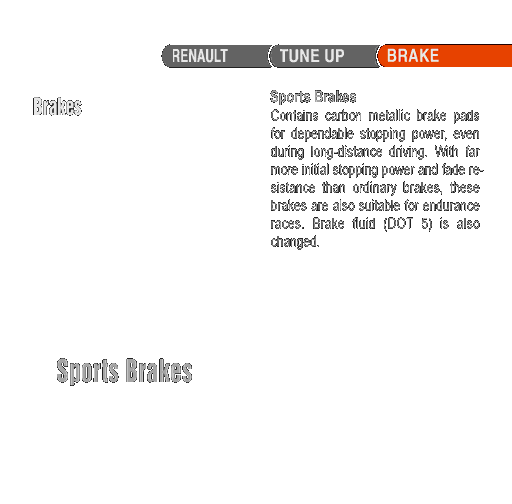 RENAULT TUNE UP BRAKE
Brakes
Sports Brakes
Contains carbon metallic brake pads
for dependable stopping power, even
during long-distance driving. With far
more initial stopping power and fade re-
sistance than ordinary brakes, these
brakes are also suitable for endurance
races. Brake fluid (DOT 5) is also
changed.
Sports Brakes